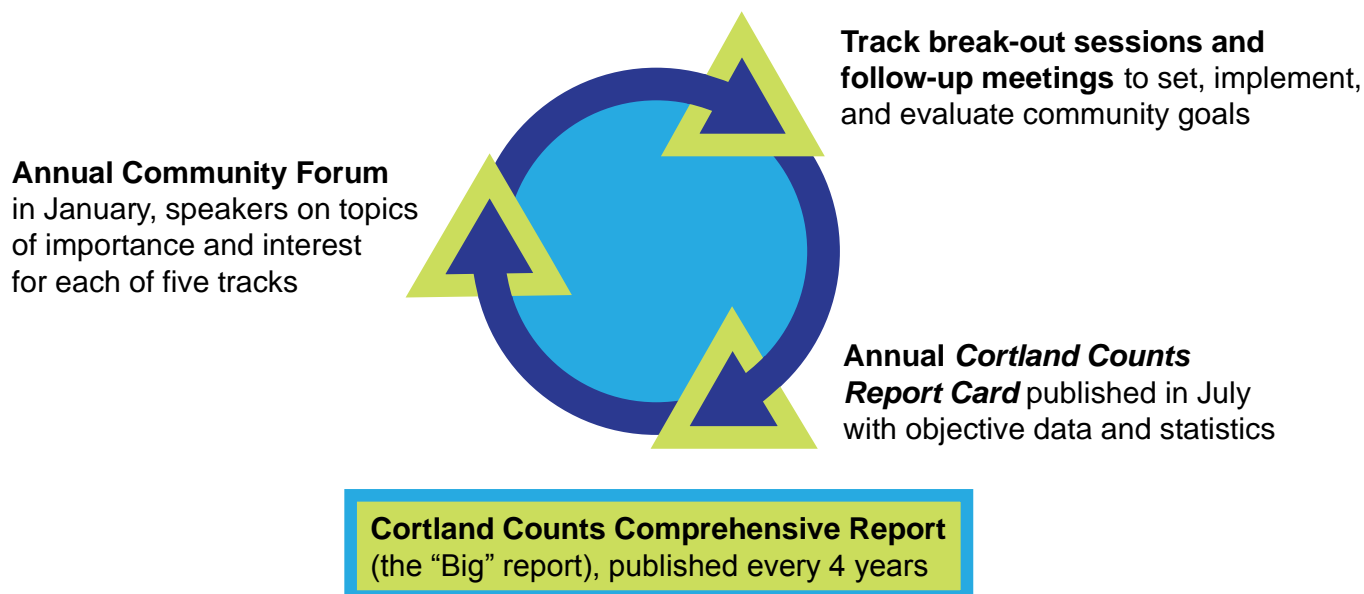 Annual Community Forum
in January, speakers on topics
of importance and interest
for each of five tracks
Track break-out sessions and
follow-up meetings to set, implement,
and evaluate community goals
Annual Cortland Counts
Report Card published in July
with objective data and statistics
Cortland Counts Comprehensive Report
(the “Big” report), published every 4 years